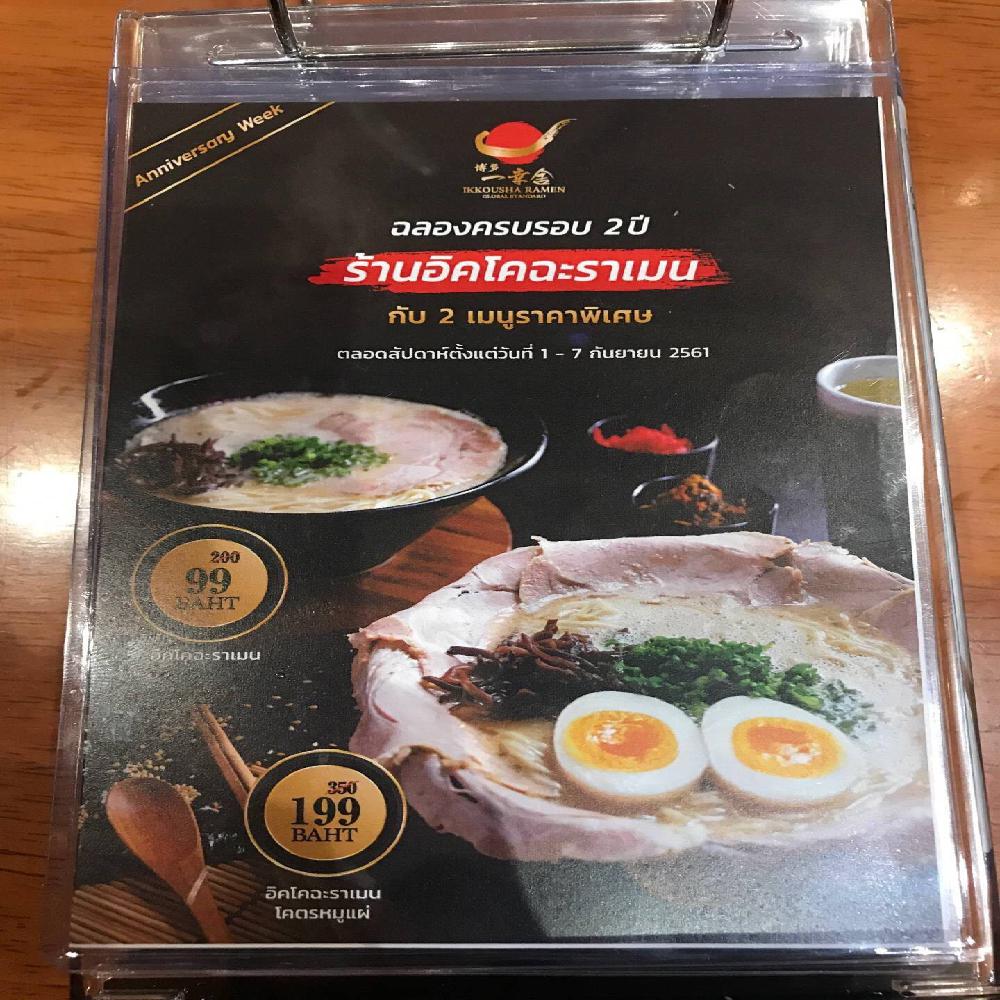 Anniversary Week
博多
一幸舎
IKKOUSHA RAMEN
GLOBAL STANDARD
ฉลองครบรอบ 2 ปี
ร้านอิคโคฉะราเมน
กับ 2 เมนูราคาพิเศษ
ตลอดสัปดาห์ตั้งแต่วันที่ 1 - 7 กันยายน 2561
200
99
BAHT
อิคโคฉะราเมน
350
199
BAHT
อิคโคฉะราเมน
โคตรหมูแผ่